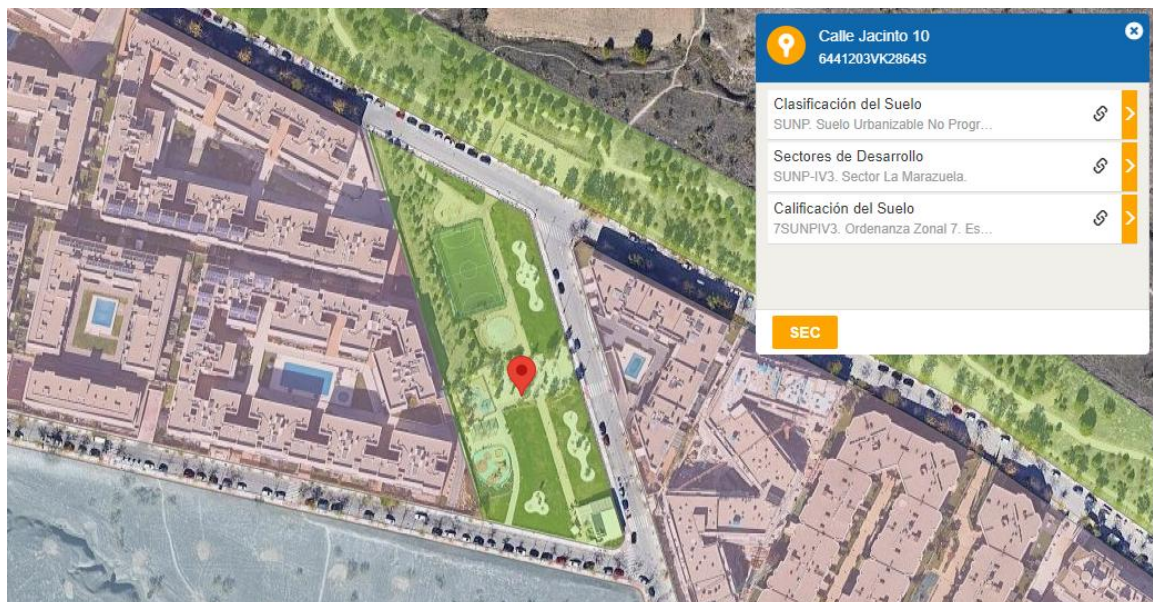 Calle Jacinto 10
6441203VK2864S
Clasificación del Suelo
SUNP. Suelo Urbanizable No Progr...
Sectores de Desarrollo
SUNP-IV3. Sector La Marazuela.
Calificación del Suelo
7SUNPIV3. Ordenanza Zonal 7. Es...
SEC